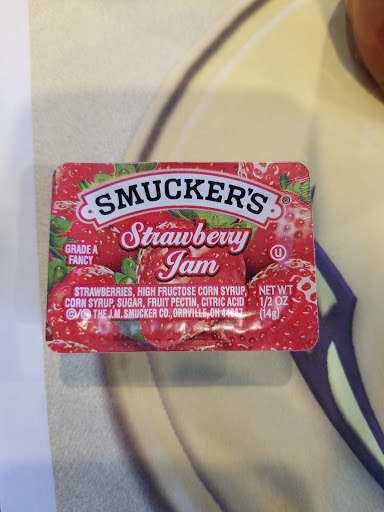 SMUCKER'S®
Strawberry
Jam
GRADE A
FANCY
U
STRAWBERRIES, HIGH FRUCTOSE CORN SYRUP,
CORN SYRUP, SUGAR, FRUIT PECTIN, CITRIC ACID
©/® THE J.M. SMUCKER CO., ORRVILLE, OH 44667
NET WT
1/2 OZ
(14g)